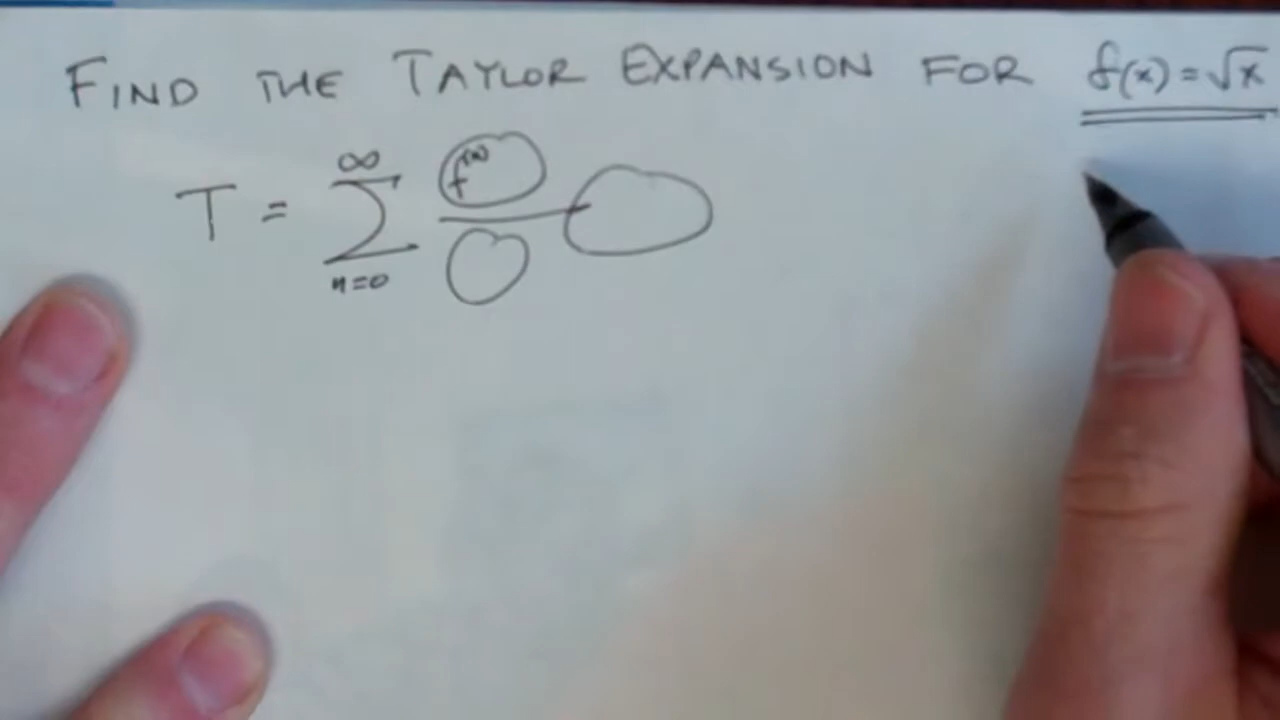 FIND THE TAYLOR EXPANSION FOR f(x) = √x
T = ∞ ∑ n=0 f⁽ⁿ⁾